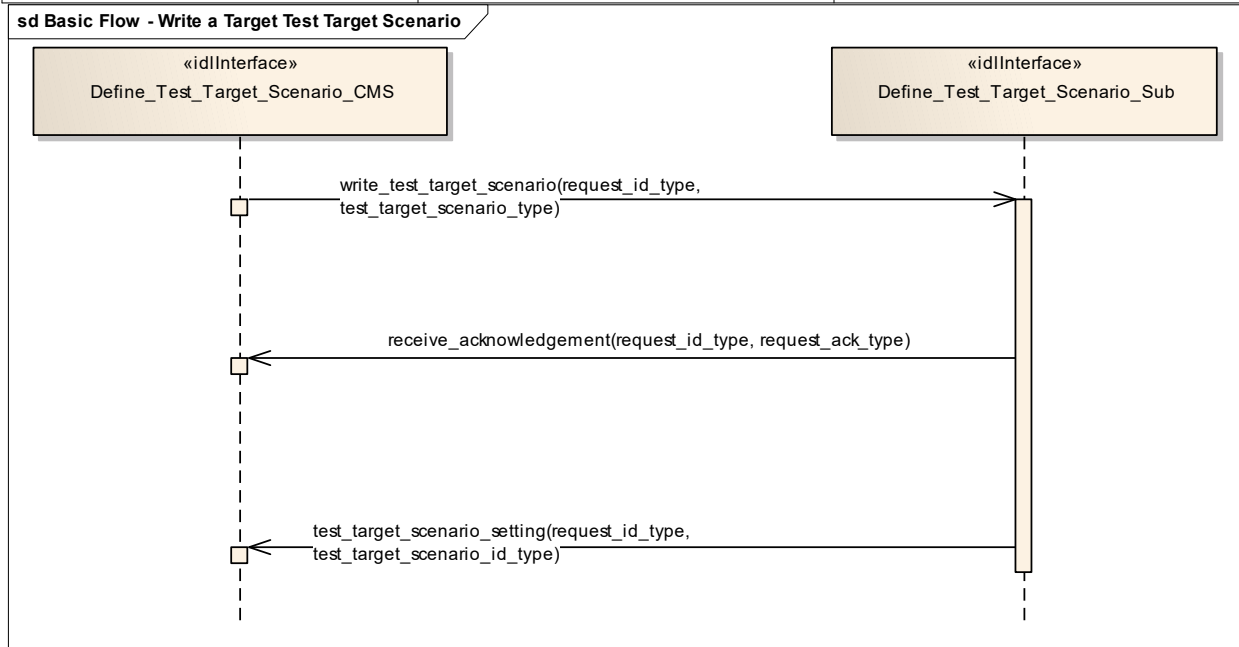 sd Basic Flow - Write a Target Test Target Scenario
«idlInterface»
Define_Test_Target_Scenario_CMS
«idlInterface»
Define_Test_Target_Scenario_Sub
write_test_target_scenario(request_id_type,
test_target_scenario_type)
receive_acknowledgement(request_id_type, request_ack_type)
test_target_scenario_setting(request_id_type,
test_target_scenario_id_type)